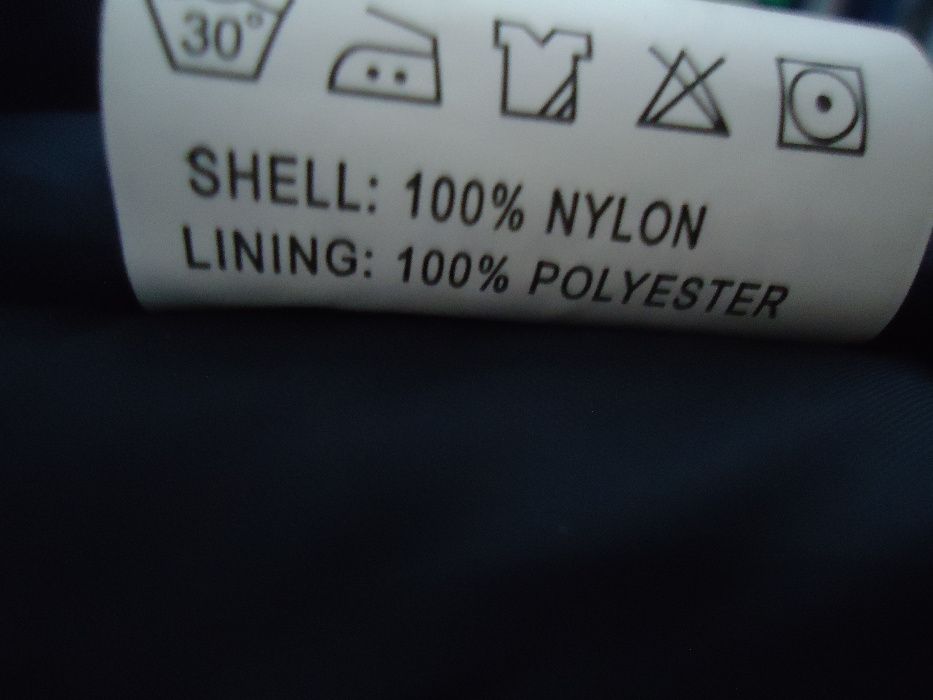 30°
SHELL: 100% NYLON
LINING: 100% POLYESTER